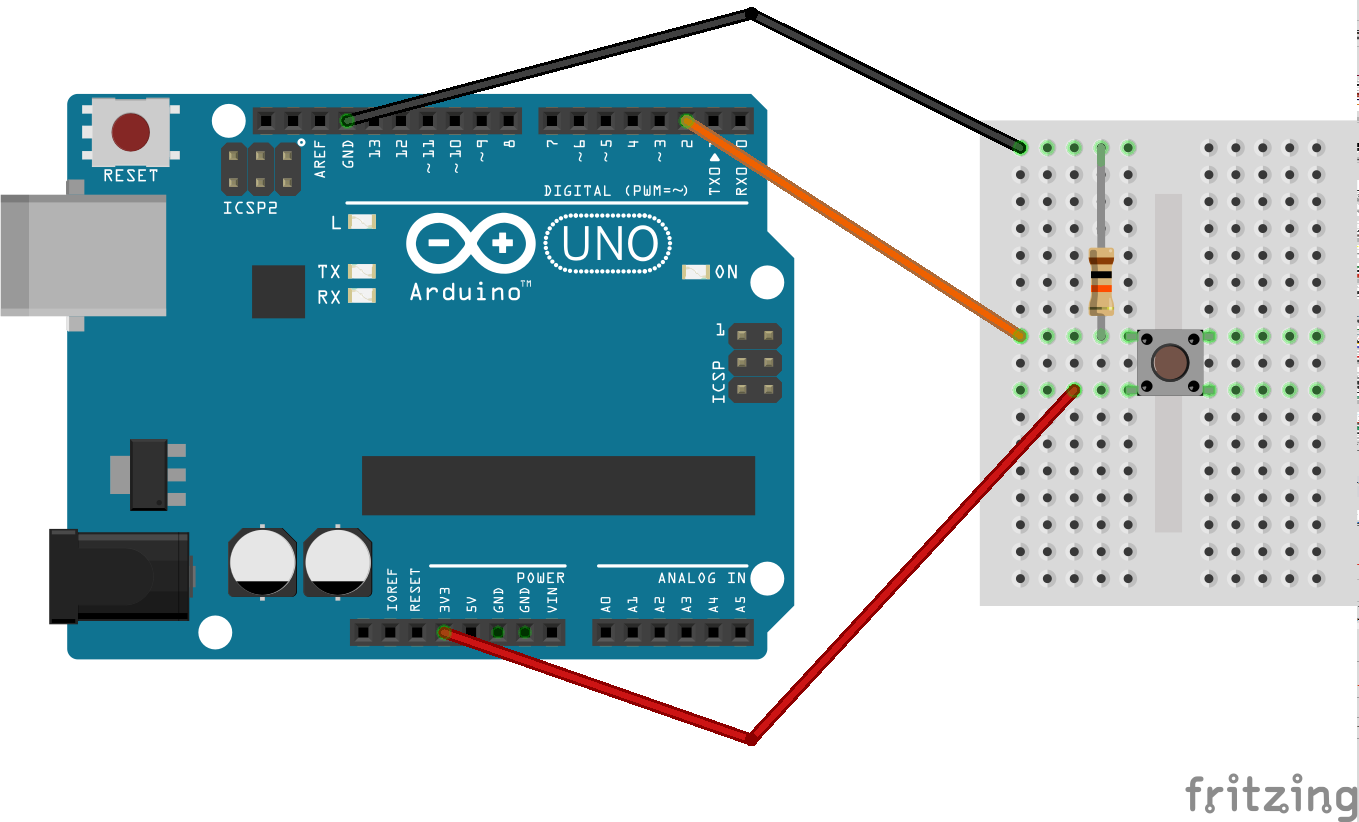 RESET
ICSP2
AREF
GND
13
12
~11
~10
~9
8
7
~6
~5
4
~3
2
TXO▶1
RXO◀0
DIGITAL (PWM=~)
L
TX
RX
UNO
Arduino™
ON
1
ICSP
POWER
ANALOG IN
IOREF
RESET
3V3
5V
GND
GND
VIN
A0
A1
A2
A3
A4
A5
fritzing